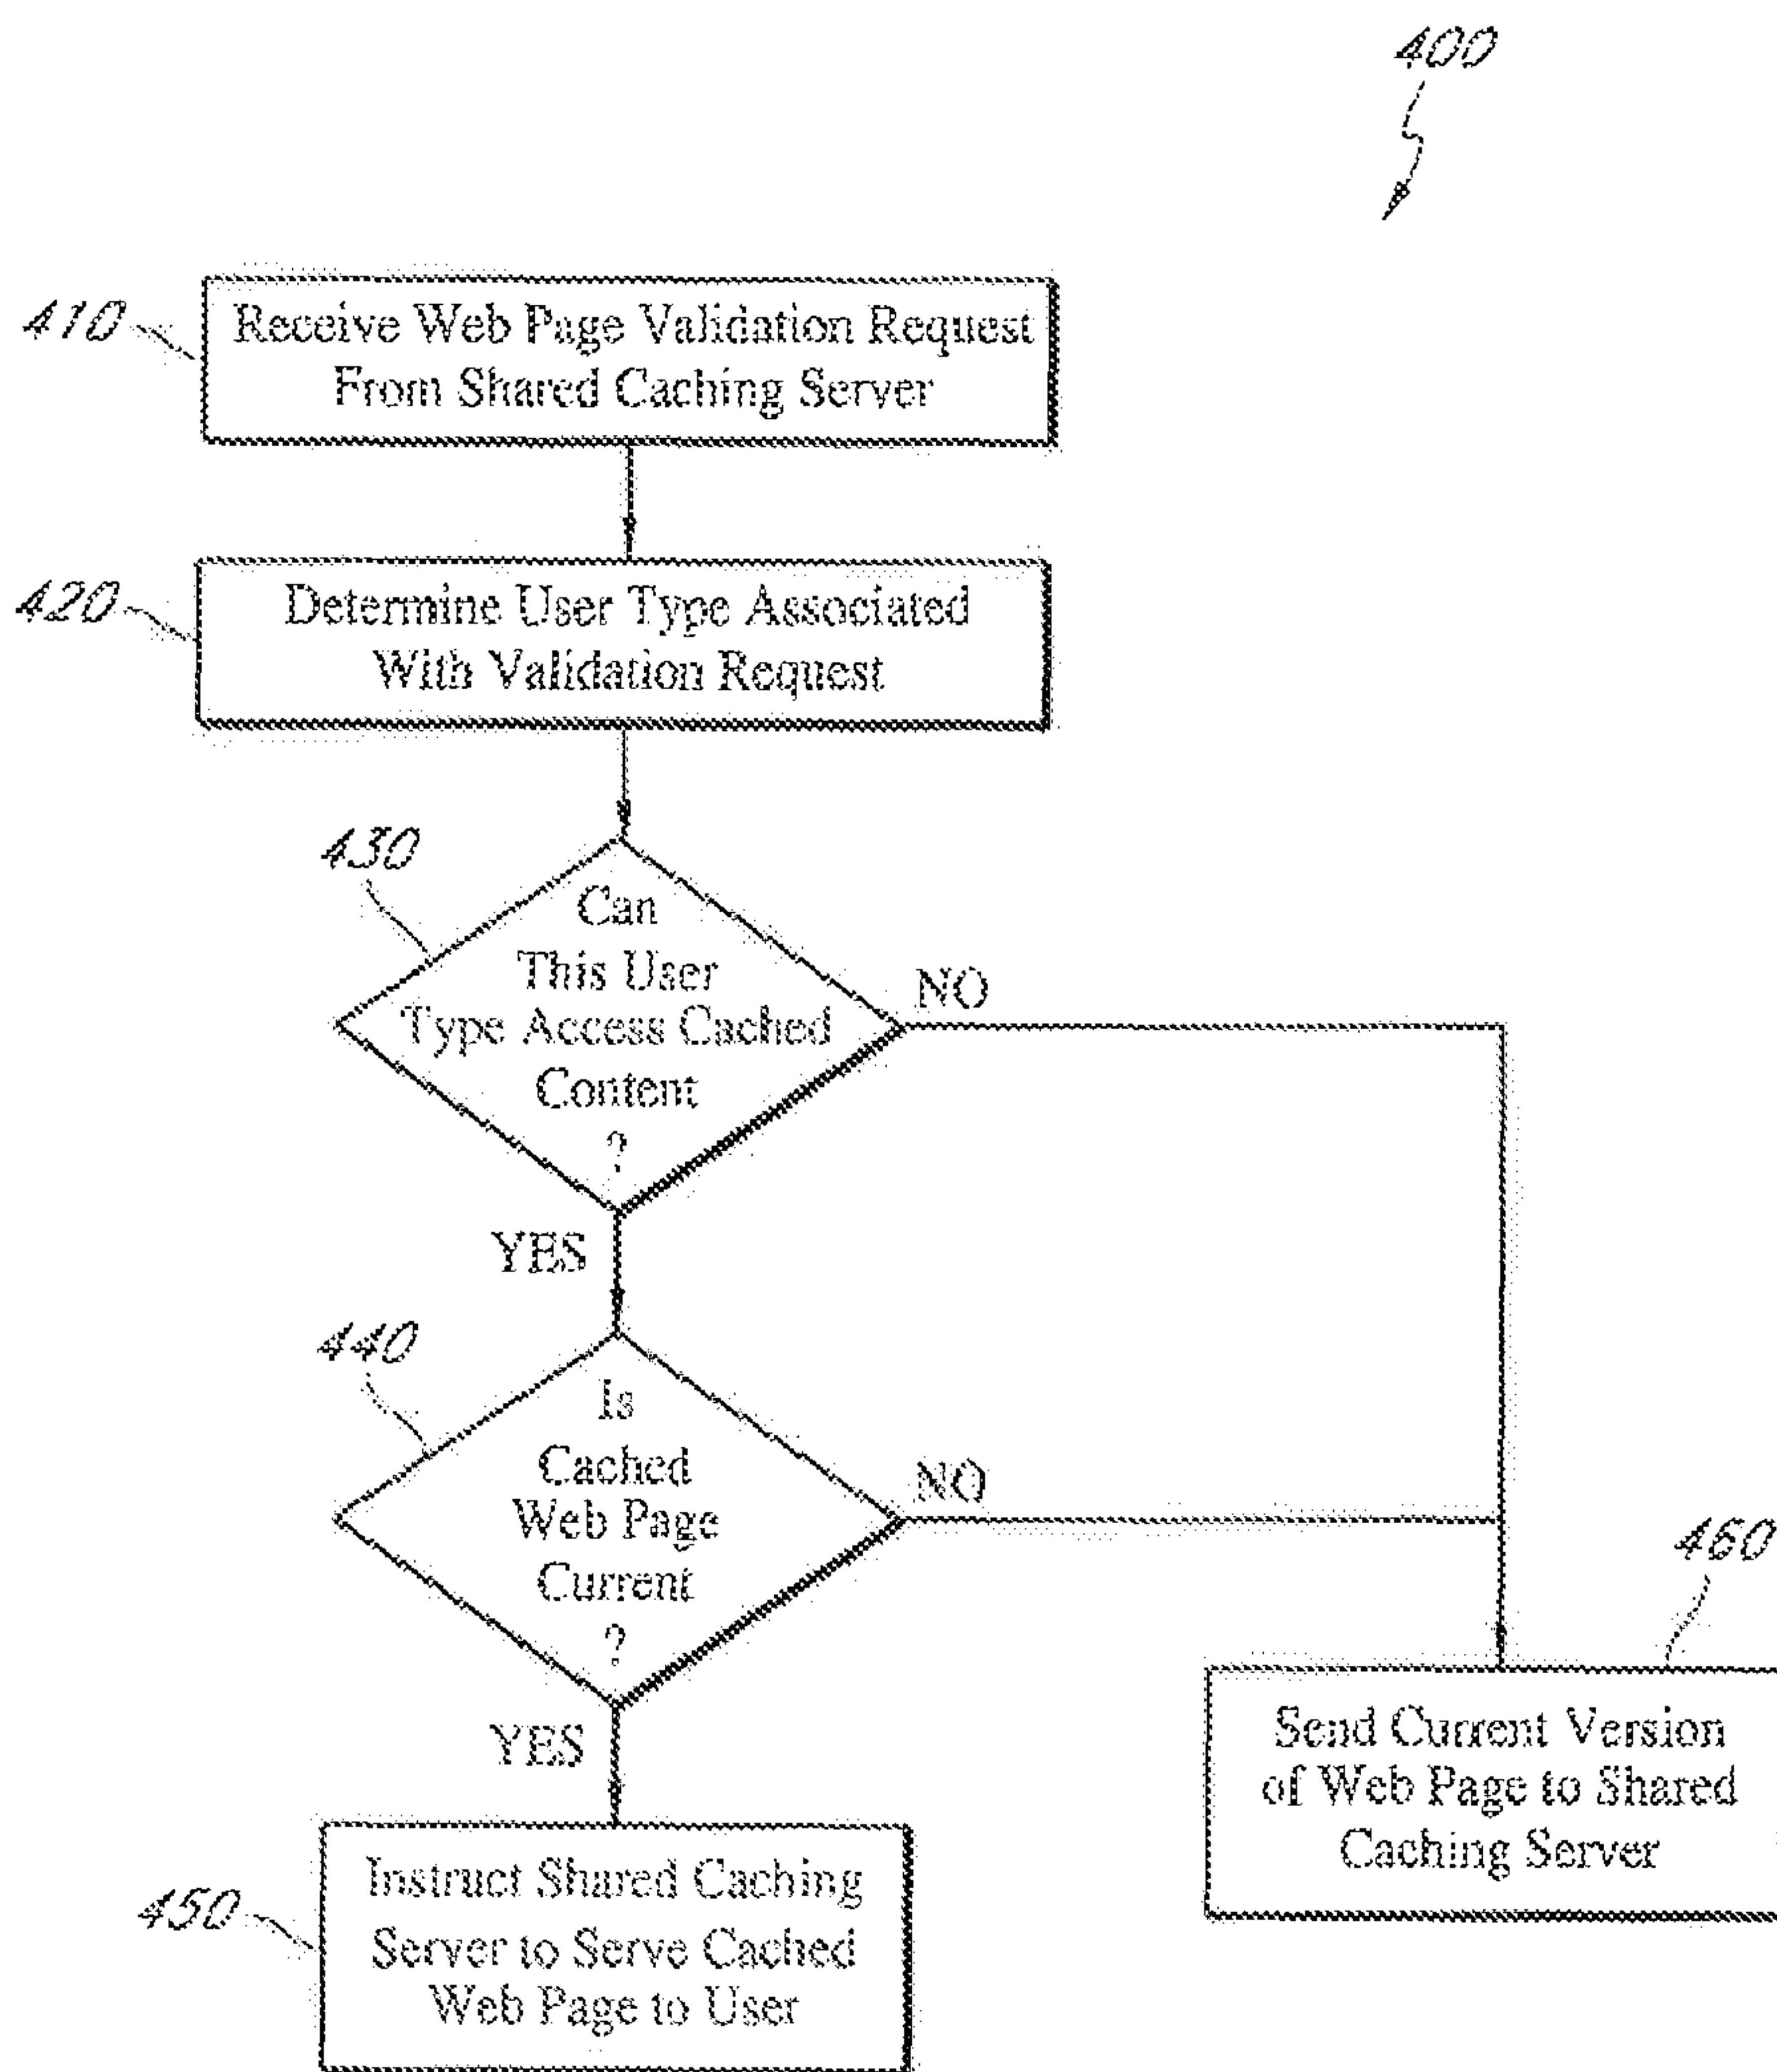 400
410
Receive Web Page Validation Request
From Shared Caching Server
420
Determine User Type Associated
With Validation Request
430
Can
This User
Type Access Cached
Content
?
NO
YES
440
Is
Cached
Web Page
Current
?
NO
YES
460
Send Current Version
of Web Page to Shared
Caching Server
450
Instruct Shared Caching
Server to Serve Cached
Web Page to User